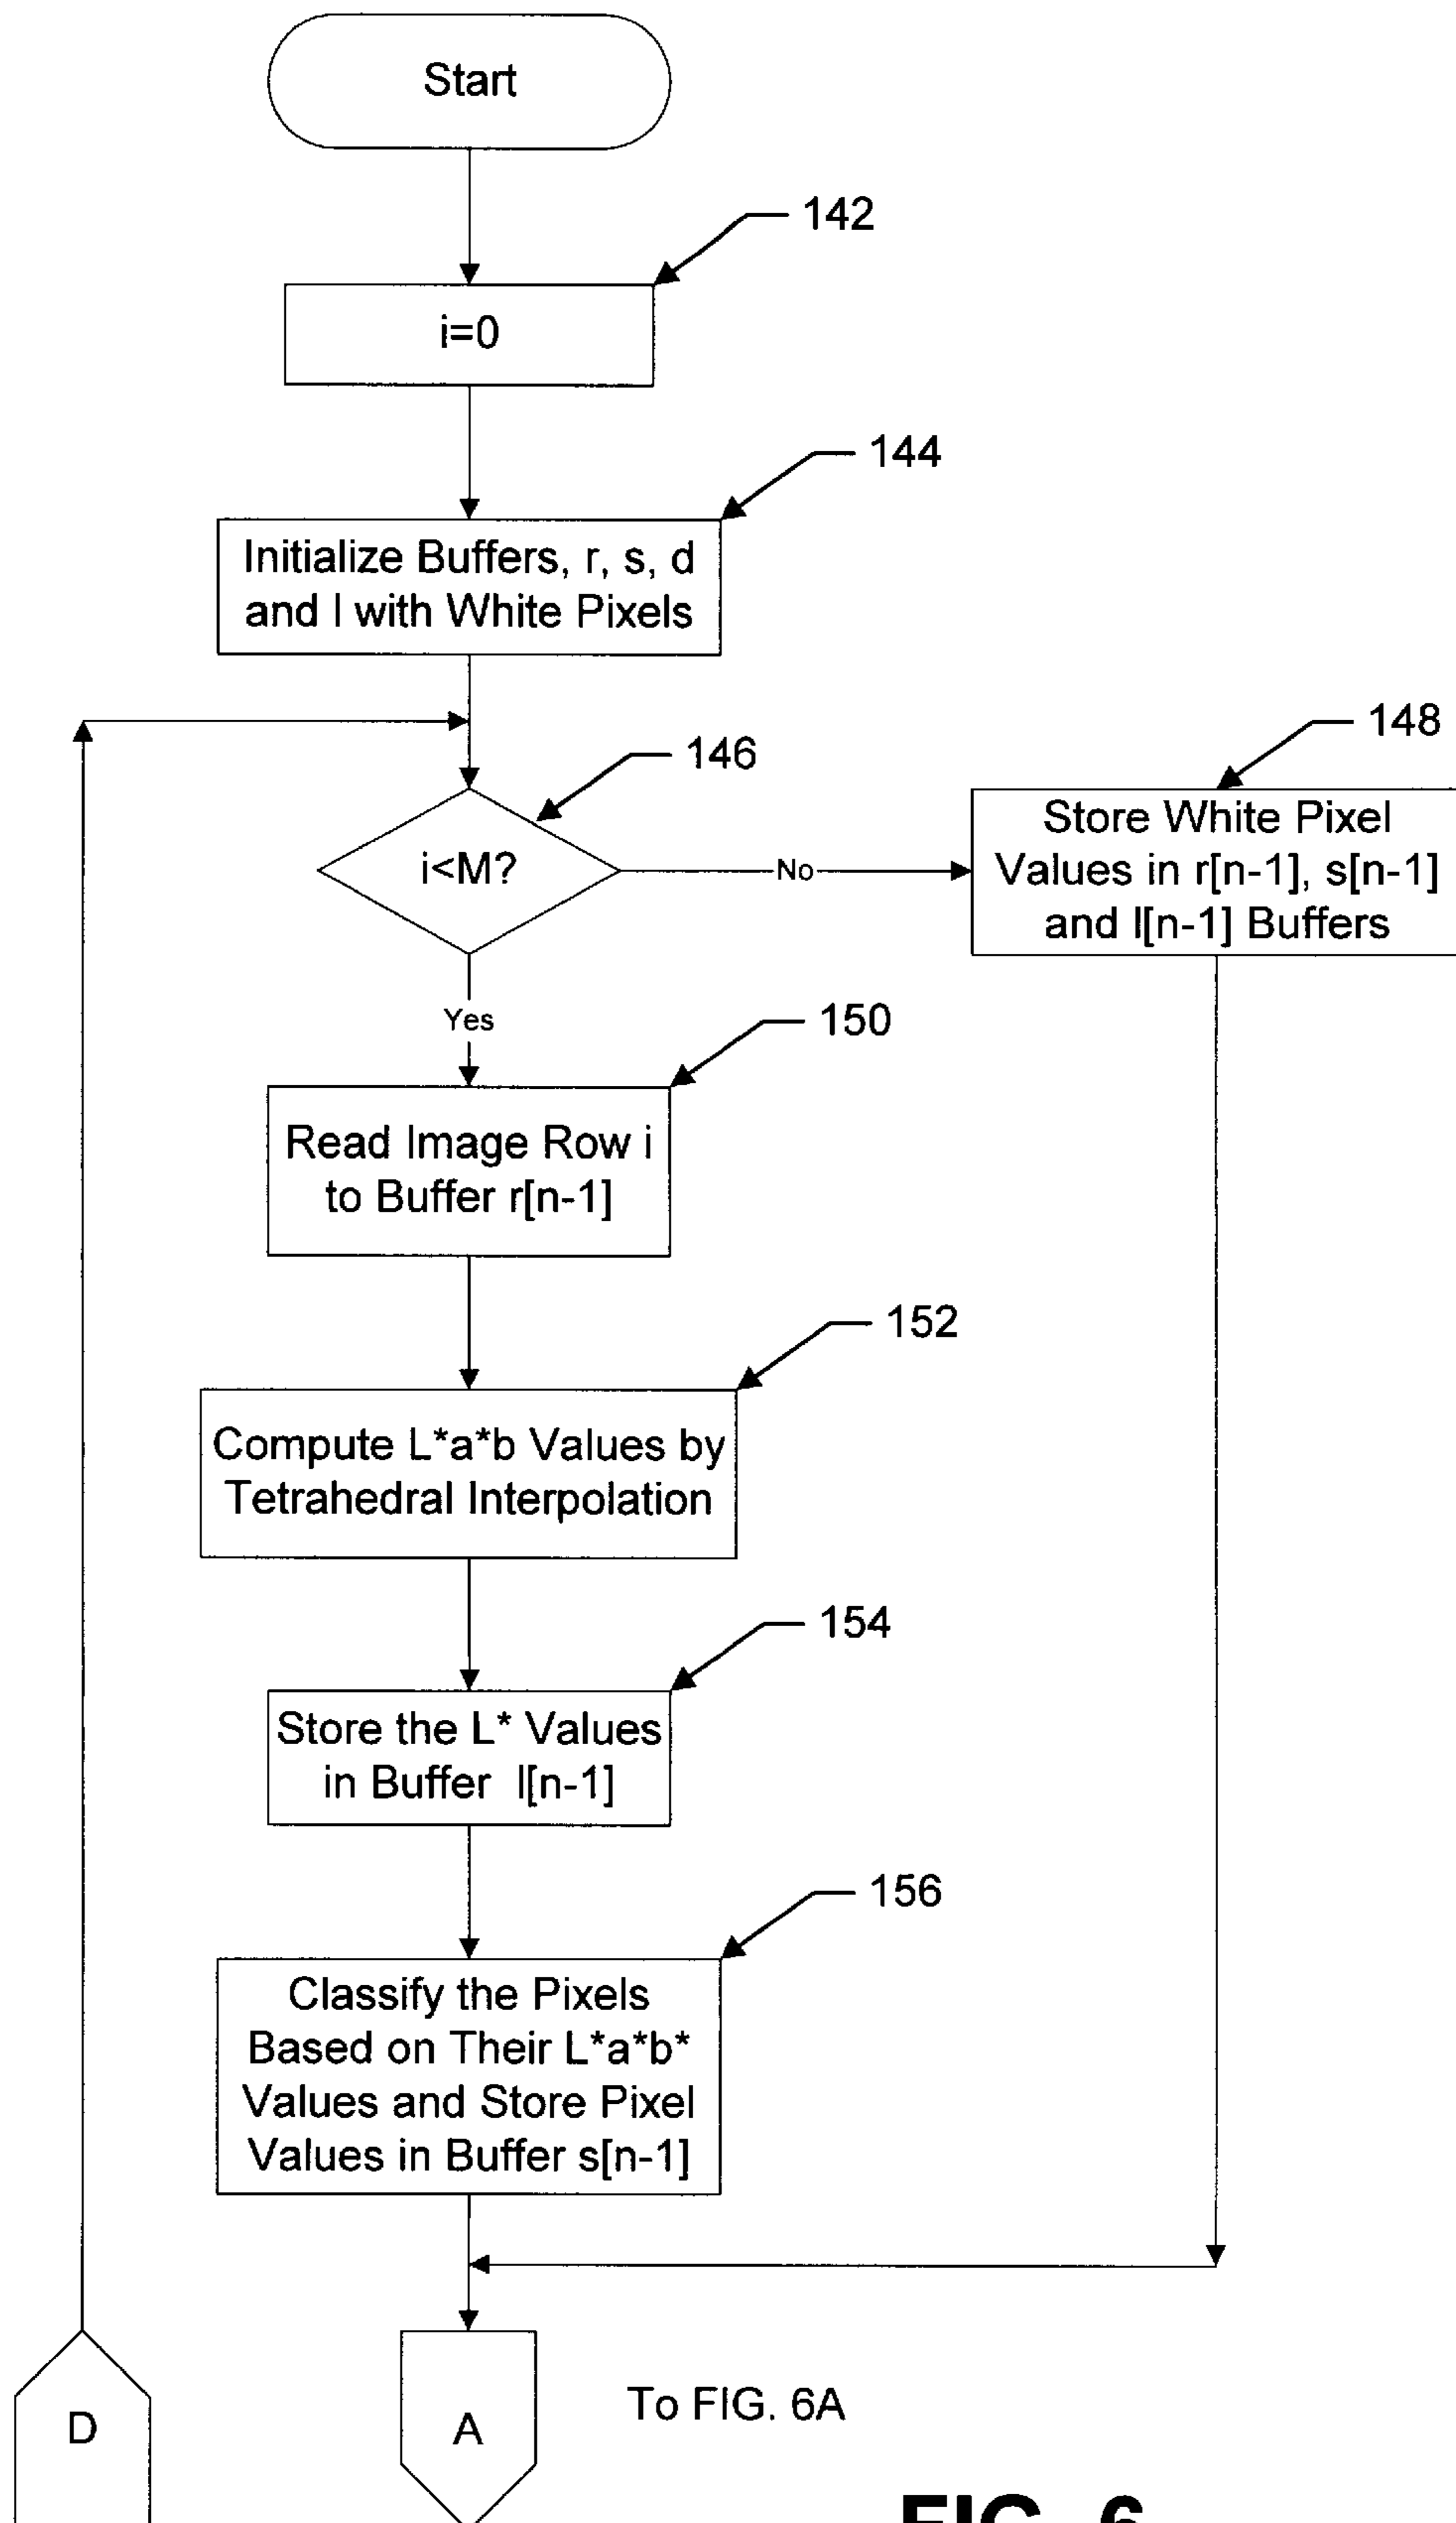 Start
142
i=0
144
Initialize Buffers, r, s, d
and l with White Pixels
146
i<M?
No
148
Store White Pixel
Values in r[n-1], s[n-1]
and l[n-1] Buffers
Yes
150
Read Image Row i
to Buffer r[n-1]
152
Compute L*a*b Values by
Tetrahedral Interpolation
154
Store the L* Values
in Buffer l[n-1]
156
Classify the Pixels
Based on Their L*a*b*
Values and Store Pixel
Values in Buffer s[n-1]
D
A
To FIG. 6A
FIG. 6